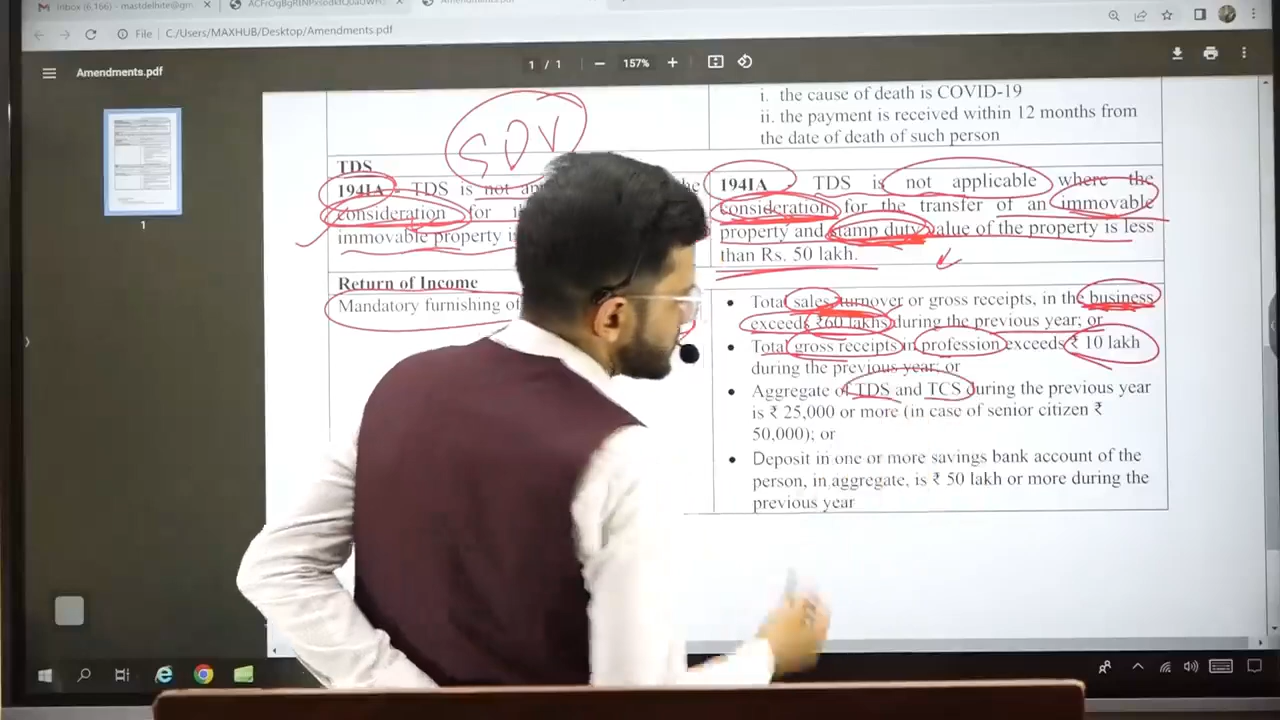 Inbox (6,166) - mastdelhite@gm
Amendments.pdf
File | C:/Users/MAXHUB/Desktop/Amendments.pdf
Amendments.pdf
1 / 1
157%
1
i. the cause of death is COVID-19
ii. the payment is received within 12 months from
the date of death of such person
SDV
TDS
194IA - TDS is not
consideration for
immovable property
194IA - TDS is not applicable where the
consideration for the transfer of an immovable
property and stamp duty value of the property is less
than Rs. 50 lakh.
Return of Income
Mandatory furnishing of
• Total sales turnover or gross receipts, in the business
exceeds ₹60 lakhs during the previous year; or
• Total gross receipts in profession exceeds ₹ 10 lakh
during the previous year; or
• Aggregate of TDS and TCS during the previous year
is ₹ 25,000 or more (in case of senior citizen ₹
50,000); or
• Deposit in one or more savings bank account of the
person, in aggregate, is ₹ 50 lakh or more during the
previous year